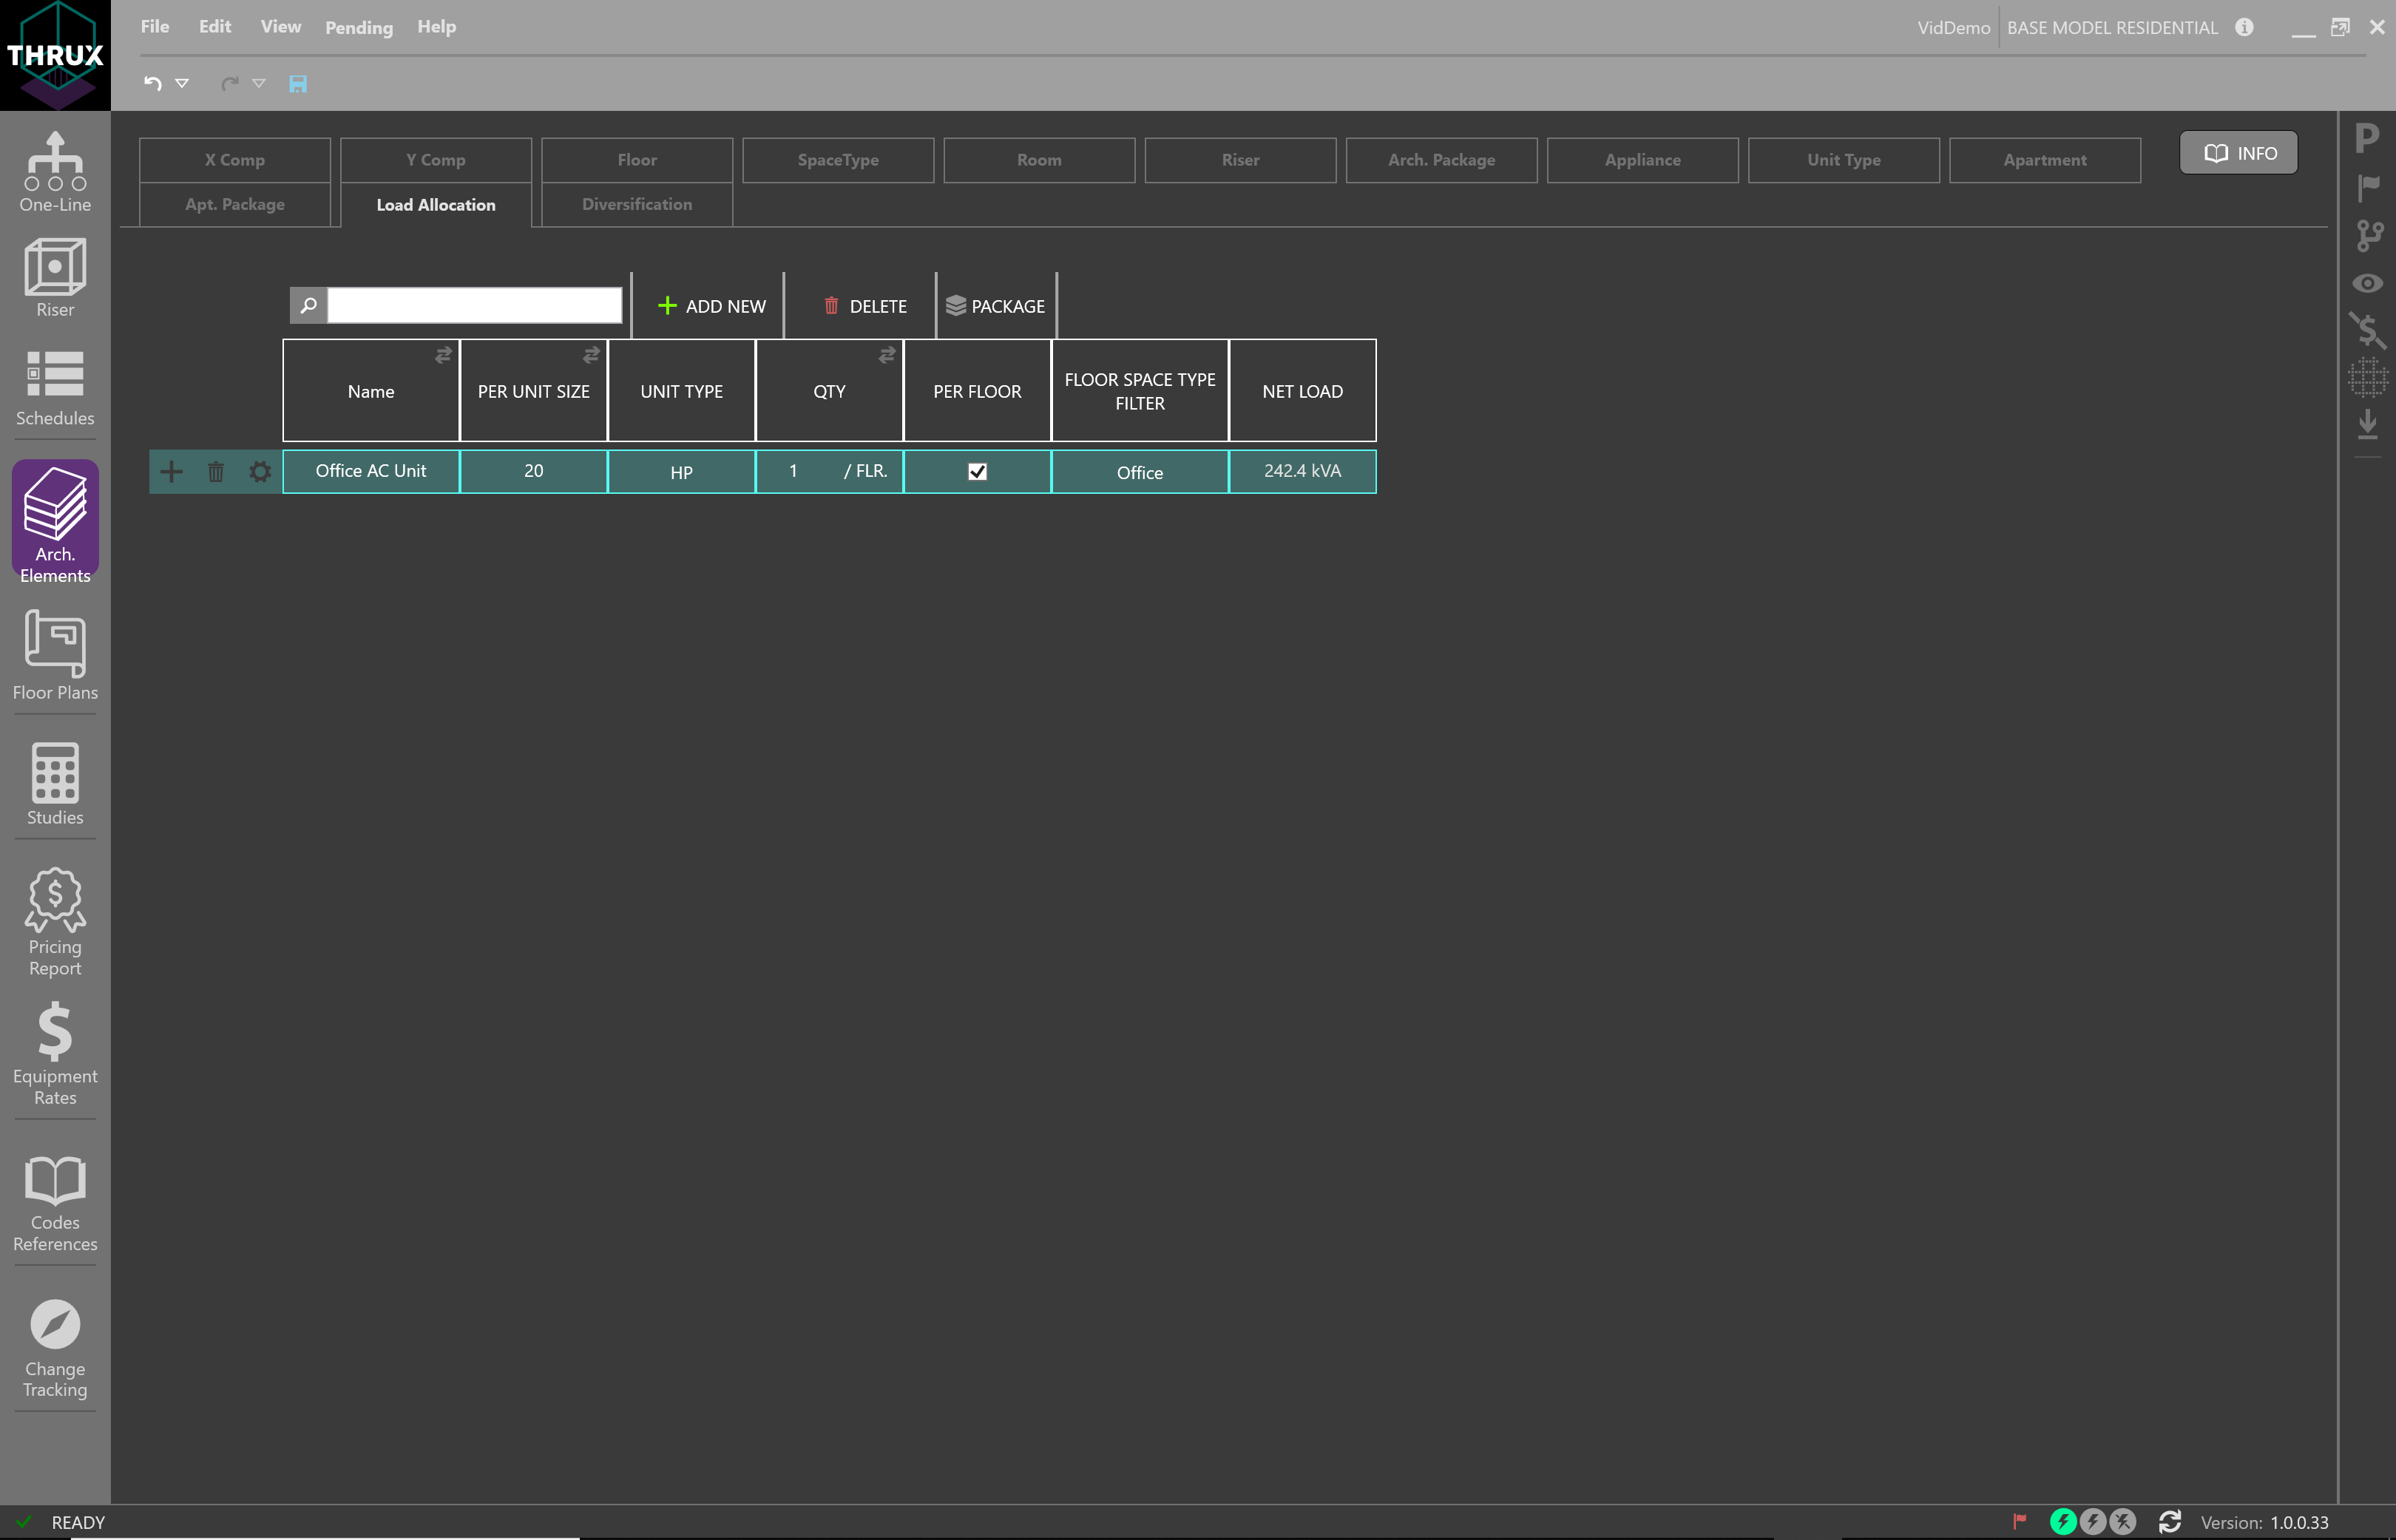 THRUX
File Edit View Pending Help
VidDemo BASE MODEL RESIDENTIAL
X Comp Y Comp Floor SpaceType Room Riser Arch. Package Appliance Unit Type Apartment
INFO
Apt. Package Load Allocation Diversification
ADD NEW DELETE PACKAGE
Name PER UNIT SIZE UNIT TYPE QTY PER FLOOR FLOOR SPACE TYPE FILTER NET LOAD
Office AC Unit 20 HP 1 / FLR. Office 242.4 kVA
One-Line
Riser
Schedules
Arch.
Elements
Floor Plans
Studies
Pricing
Report
Equipment
Rates
Codes
References
Change
Tracking
P
READY
Version: 1.0.0.33